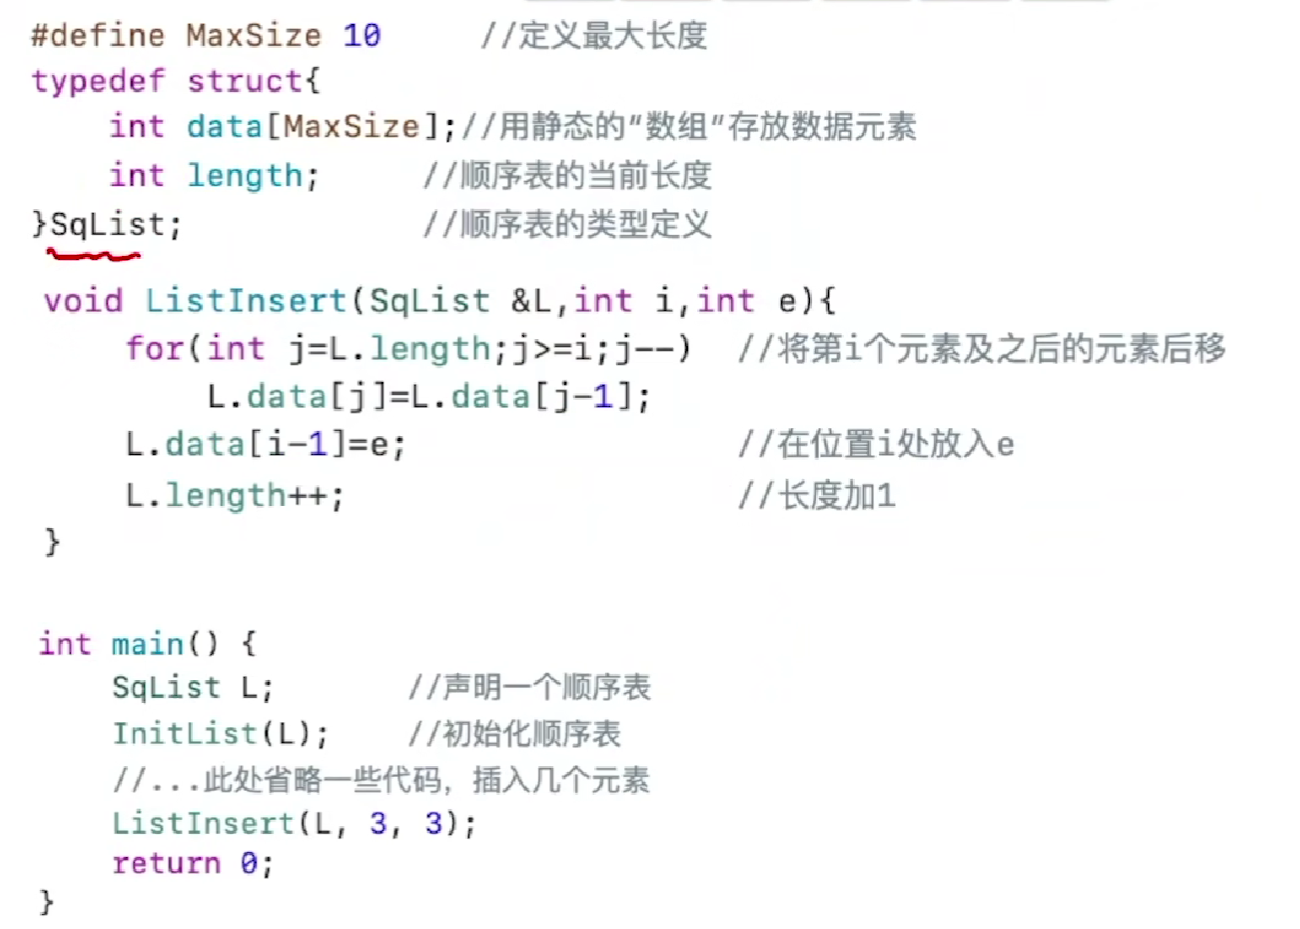 #define MaxSize 10 //定义最大长度
typedef struct{
int data[MaxSize];//用静态的“数组”存放数据元素
int length; //顺序表的当前长度
}SqList; //顺序表的类型定义
void ListInsert(SqList &L,int i,int e){
for(int j=L.length;j>=i;j--) //将第i个元素及之后的元素后移
L.data[j]=L.data[j-1];
L.data[i-1]=e; //在位置i处放入e
L.length++; //长度加1
}
int main() {
SqList L; //声明一个顺序表
InitList(L); //初始化顺序表
//...此处省略一些代码，插入几个元素
ListInsert(L, 3, 3);
return 0;
}